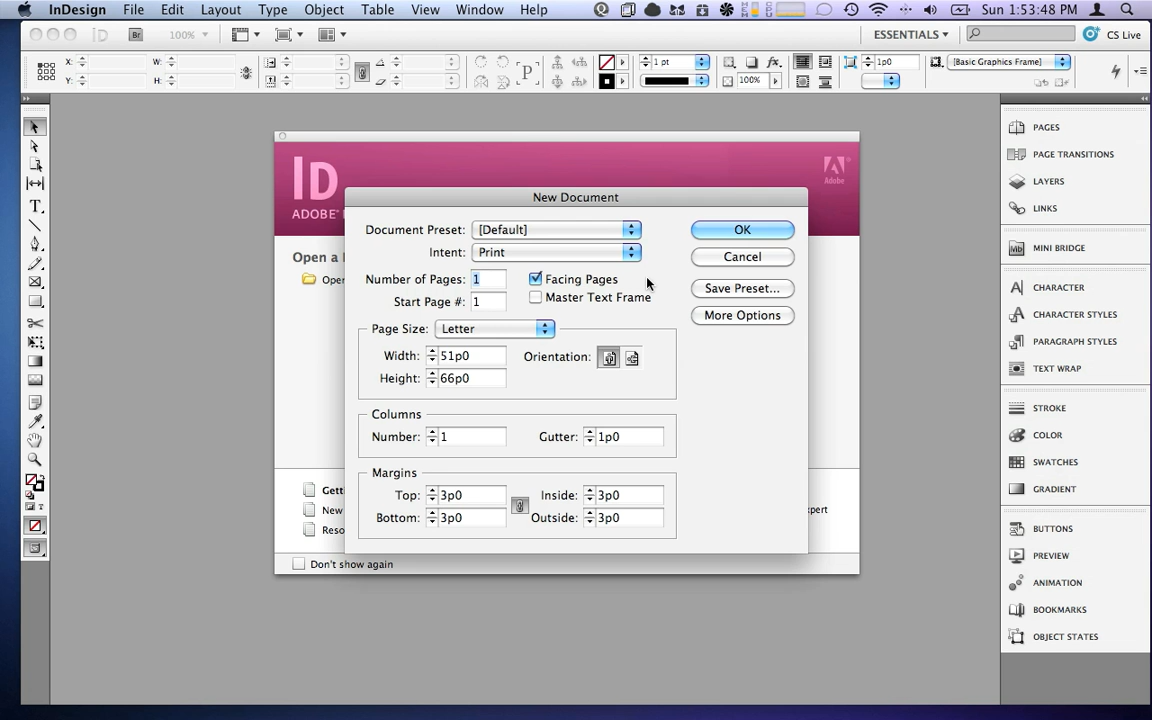 InDesign File Edit Layout Type Object Table View Window Help Sun 1:53:48 PM
Br 100% ESSENTIALS CS Live
X: W: 1 pt 1p0 [Basic Graphics Frame]
Y: H: 100%
ID
ADOBE
Adobe
Open a
Open
Getti
New
Reso
xpert
Don't show again
New Document
Document Preset: [Default] OK
Intent: Print Cancel
Number of Pages: 1 Facing Pages Save Preset...
Start Page #: 1 Master Text Frame More Options
Page Size: Letter
Width: 51p0 Orientation:
Height: 66p0
Columns
Number: 1 Gutter: 1p0
Margins
Top: 3p0 Inside: 3p0
Bottom: 3p0 Outside: 3p0
PAGES
PAGE TRANSITIONS
LAYERS
LINKS
Mb MINI BRIDGE
CHARACTER
CHARACTER STYLES
PARAGRAPH STYLES
TEXT WRAP
STROKE
COLOR
SWATCHES
GRADIENT
BUTTONS
PREVIEW
ANIMATION
BOOKMARKS
OBJECT STATES